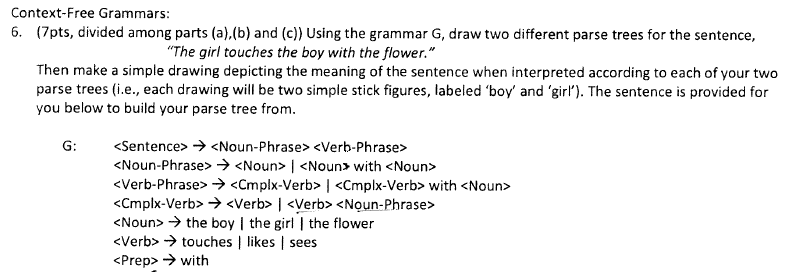 Context-Free Grammars:
6. (7pts, divided among parts (a),(b) and (c)) Using the grammar G, draw two different parse trees for the sentence,
"The girl touches the boy with the flower."
Then make a simple drawing depicting the meaning of the sentence when interpreted according to each of your two
parse trees (i.e., each drawing will be two simple stick figures, labeled 'boy' and 'girl'). The sentence is provided for
you below to build your parse tree from.
G: <Sentence> → <Noun-Phrase> <Verb-Phrase>
<Noun-Phrase> → <Noun> | <Noun> with <Noun>
<Verb-Phrase> → <Cmplx-Verb> | <Cmplx-Verb> with <Noun>
<Cmplx-Verb> → <Verb> | <Verb> <Noun-Phrase>
<Noun> → the boy | the girl | the flower
<Verb> → touches | likes | sees
<Prep> → with